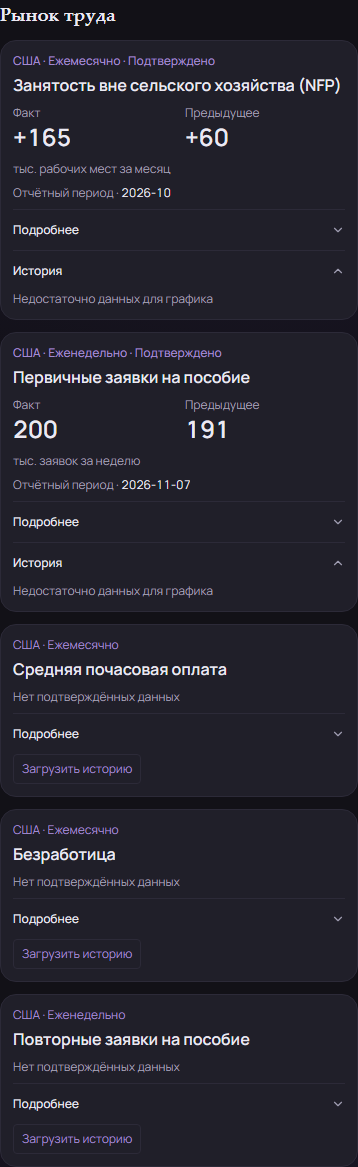 Рынок труда
США · Ежемесячно · Подтверждено
Занятость вне сельского хозяйства (NFP)
Факт Предыдущее
+165 +60
тыс. рабочих мест за месяц
Отчётный период · 2026-10
Подробнее
История
Недостаточно данных для графика
США · Еженедельно · Подтверждено
Первичные заявки на пособие
Факт Предыдущее
200 191
тыс. заявок за неделю
Отчётный период · 2026-11-07
Подробнее
История
Недостаточно данных для графика
США · Ежемесячно
Средняя почасовая оплата
Нет подтверждённых данных
Подробнее
Загрузить историю
США · Ежемесячно
Безработица
Нет подтверждённых данных
Подробнее
Загрузить историю
США · Еженедельно
Повторные заявки на пособие
Нет подтверждённых данных
Подробнее
Загрузить историю